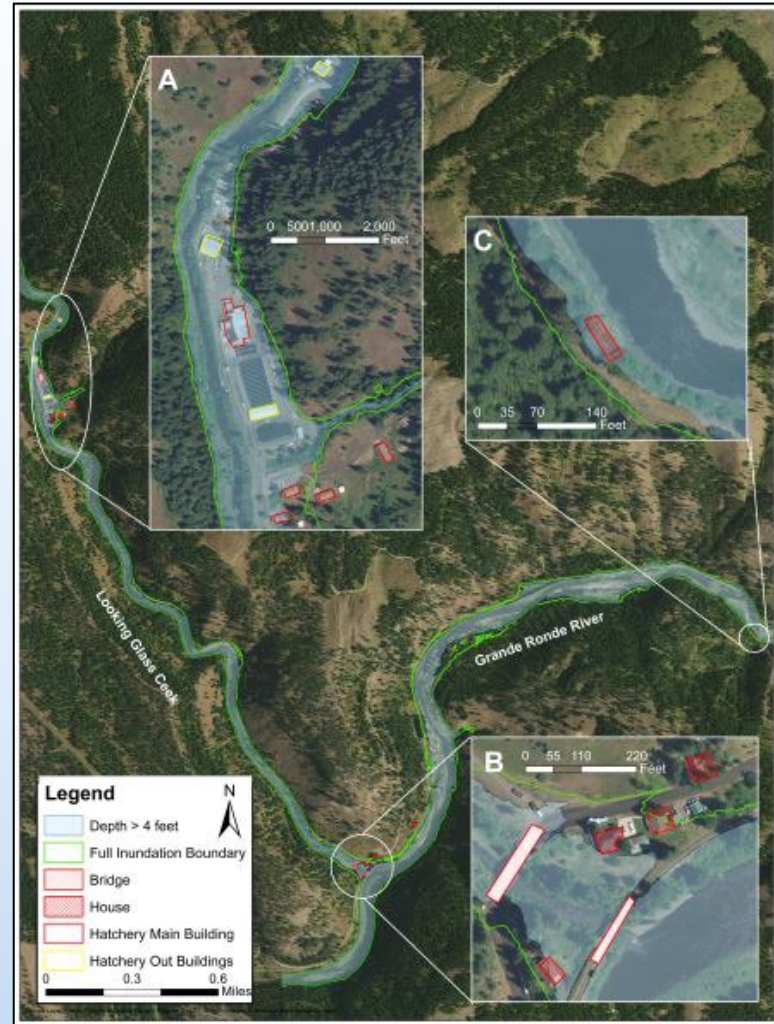 A
0 5001,000 2,000
Feet
C
0 35 70 140
Feet
Looking Glass Ceek
Grande Ronde River
B
0 55 110 220
Feet
Legend
N
Depth > 4 feet
Full Inundation Boundary
Bridge
House
Hatchery Main Building
Hatchery Out Buildings
0 0.3 0.6
Miles